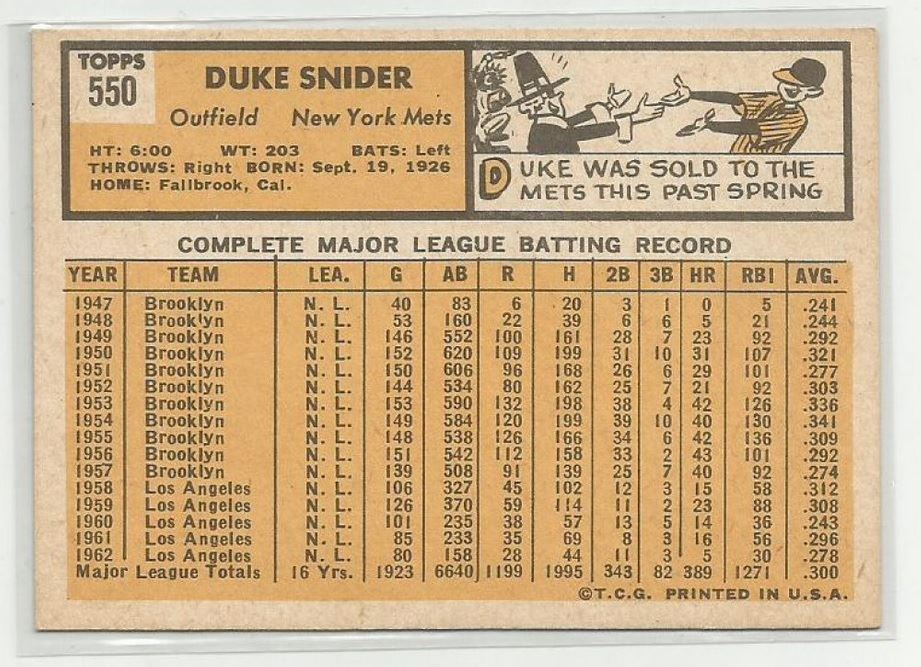 TOPPS
550
DUKE SNIDER
Outfield New York Mets
HT: 6:00 WT: 203 BATS: Left
THROWS: Right BORN: Sept. 19, 1926
HOME: Fallbrook, Cal.
DUKE WAS SOLD TO THE
METS THIS PAST SPRING
COMPLETE MAJOR LEAGUE BATTING RECORD
YEAR TEAM LEA. G AB R H 2B 3B HR RBI AVG.
1947 Brooklyn N. L. 40 83 6 20 3 1 0 5 .241
1948 Brooklyn N. L. 53 160 22 39 6 6 5 21 .244
1949 Brooklyn N. L. 146 552 100 161 28 7 23 92 .292
1950 Brooklyn N. L. 152 620 109 199 31 10 31 107 .321
1951 Brooklyn N. L. 150 606 96 168 26 6 29 101 .277
1952 Brooklyn N. L. 144 534 80 162 25 7 21 92 .303
1953 Brooklyn N. L. 153 590 132 198 38 4 42 126 .336
1954 Brooklyn N. L. 149 584 120 199 39 10 40 130 .341
1955 Brooklyn N. L. 148 538 126 166 34 6 42 136 .309
1956 Brooklyn N. L. 151 542 112 158 33 2 43 101 .292
1957 Brooklyn N. L. 139 508 91 139 25 7 40 92 .274
1958 Los Angeles N. L. 106 327 45 102 12 3 15 58 .312
1959 Los Angeles N. L. 126 370 59 114 11 2 23 88 .308
1960 Los Angeles N. L. 101 235 38 57 13 5 14 36 .243
1961 Los Angeles N. L. 85 233 35 69 8 3 16 56 .296
1962 Los Angeles N. L. 80 158 28 44 11 3 5 30 .278
Major League Totals 16 Yrs. 1923 6640 1199 1995 343 82 389 1271 .300
©T.C.G. PRINTED IN U.S.A.